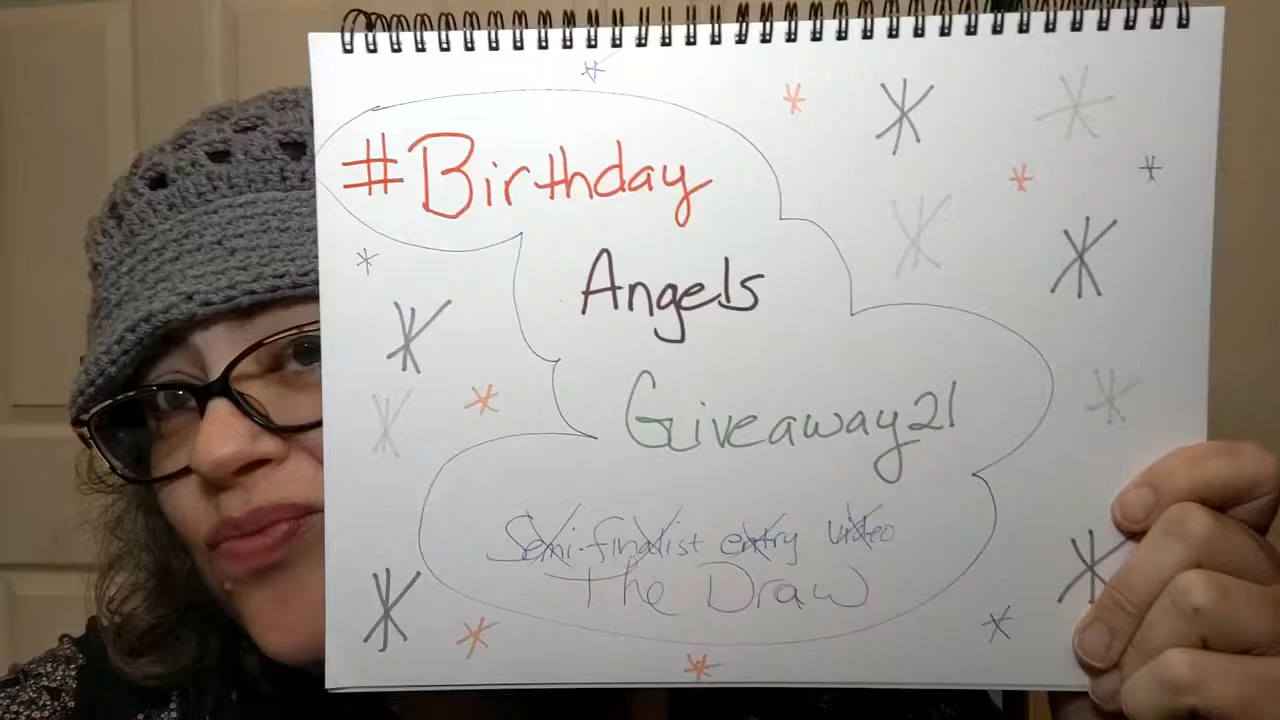 #Birthday
Angels
Giveaway21
Semi-finalist entry video
The Draw